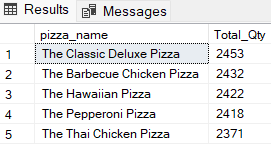 Results Messages
pizza_name Total_Qty
1 The Classic Deluxe Pizza 2453
2 The Barbecue Chicken Pizza 2432
3 The Hawaiian Pizza 2422
4 The Pepperoni Pizza 2418
5 The Thai Chicken Pizza 2371